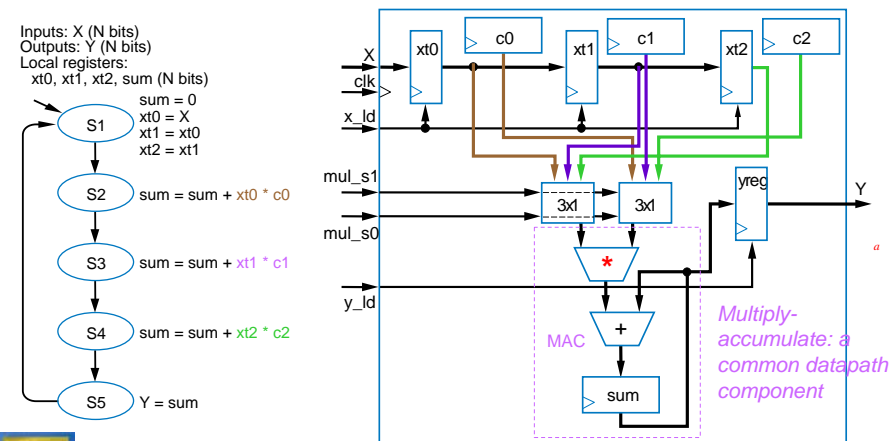 Inputs: X (N bits)
Outputs: Y (N bits)
Local registers:
xt0, xt1, xt2, sum (N bits)
S1
sum = 0
xt0 = X
xt1 = xt0
xt2 = xt1
S2
sum = sum + xt0 * c0
S3
sum = sum + xt1 * c1
S4
sum = sum + xt2 * c2
S5
Y = sum
xt0
c0
xt1
c1
xt2
c2
X
clk
x_ld
mul_s1
3x1
3x1
yreg
Y
mul_s0
*
a
y_ld
MAC
+
sum
Multiply-
accumulate: a
common datapath
component